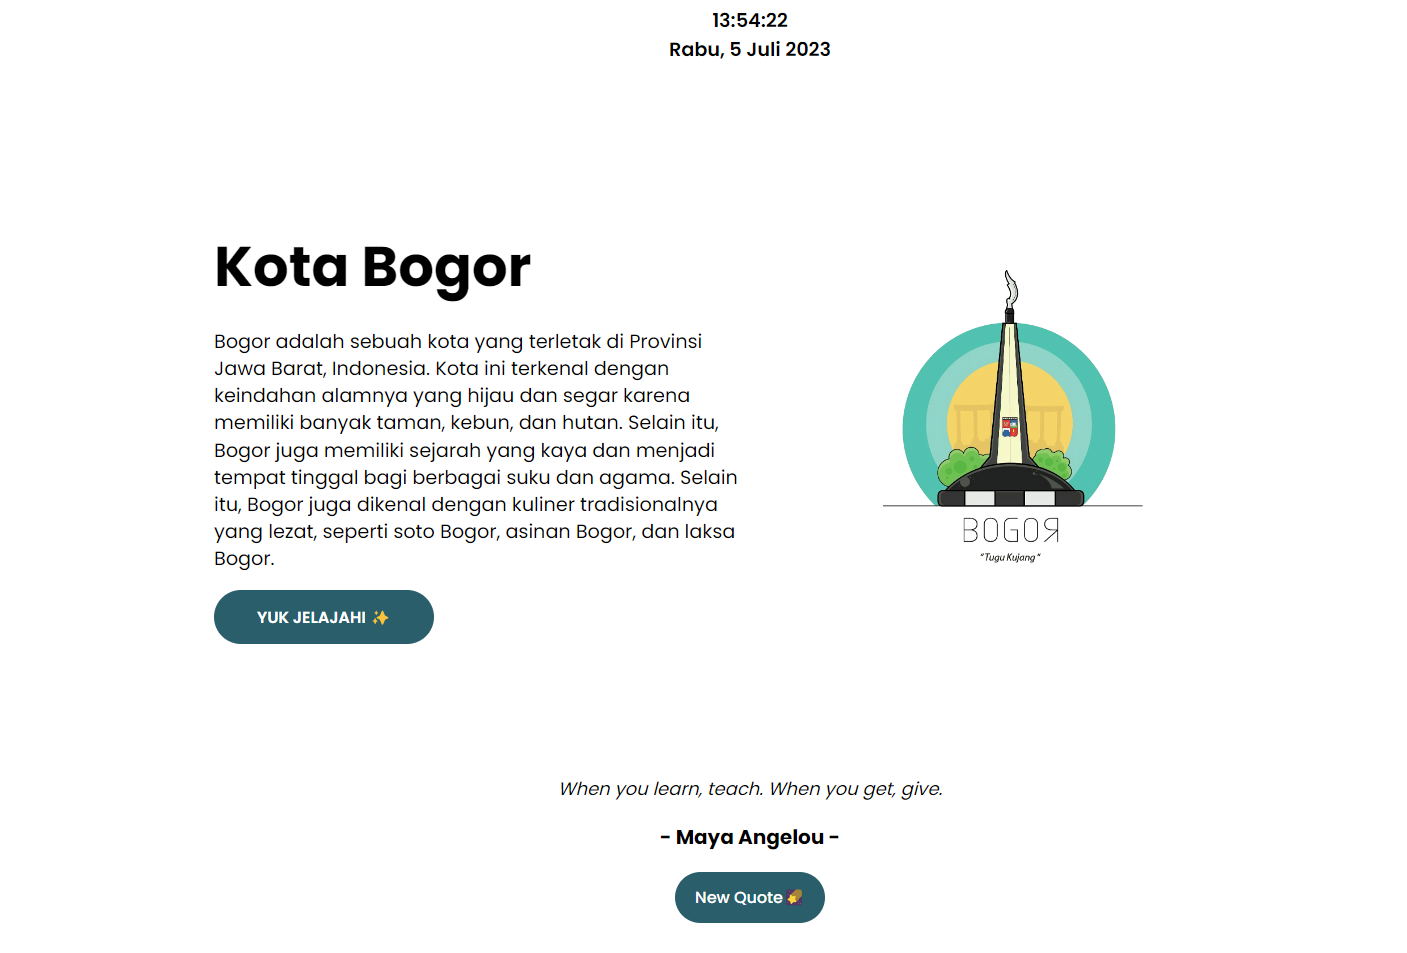 13:54:22
Rabu, 5 Juli 2023
Kota Bogor
Bogor adalah sebuah kota yang terletak di Provinsi
Jawa Barat, Indonesia. Kota ini terkenal dengan
keindahan alamnya yang hijau dan segar karena
memiliki banyak taman, kebun, dan hutan. Selain itu,
Bogor juga memiliki sejarah yang kaya dan menjadi
tempat tinggal bagi berbagai suku dan agama. Selain
itu, Bogor juga dikenal dengan kuliner tradisionalnya
yang lezat, seperti soto Bogor, asinan Bogor, dan laksa
Bogor.
YUK JELAJAHI ✨
BOGOR
"Tugu Kujang"
When you learn, teach. When you get, give.
- Maya Angelou -
New Quote 🌠